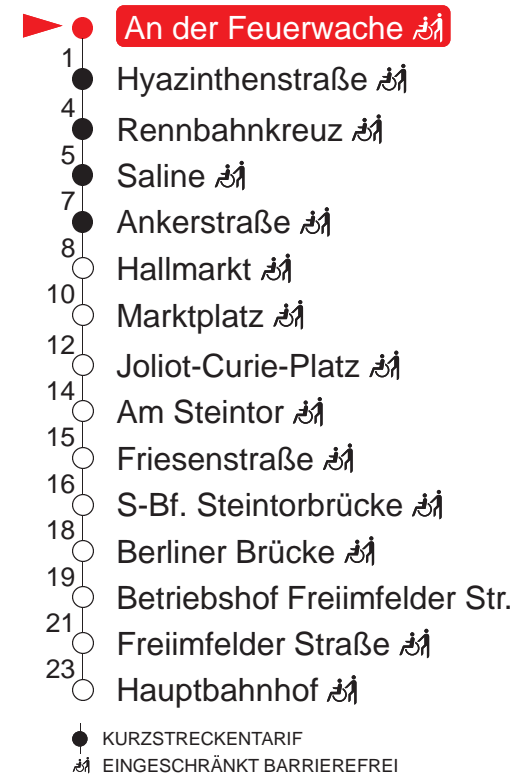 An der Feuerwache
1
Hyazinthenstraße
4
Rennbahnkreuz
5
Saline
7
Ankerstraße
8
Hallmarkt
10
Marktplatz
12
Joliot-Curie-Platz
14
Am Steintor
15
Friesenstraße
16
S-Bf. Steintorbrücke
18
Berliner Brücke
19
Betriebshof Freiimfelder Str.
21
Freiimfelder Straße
23
Hauptbahnhof
KURZSTRECKENTARIF
EINGESCHRÄNKT BARRIEREFREI